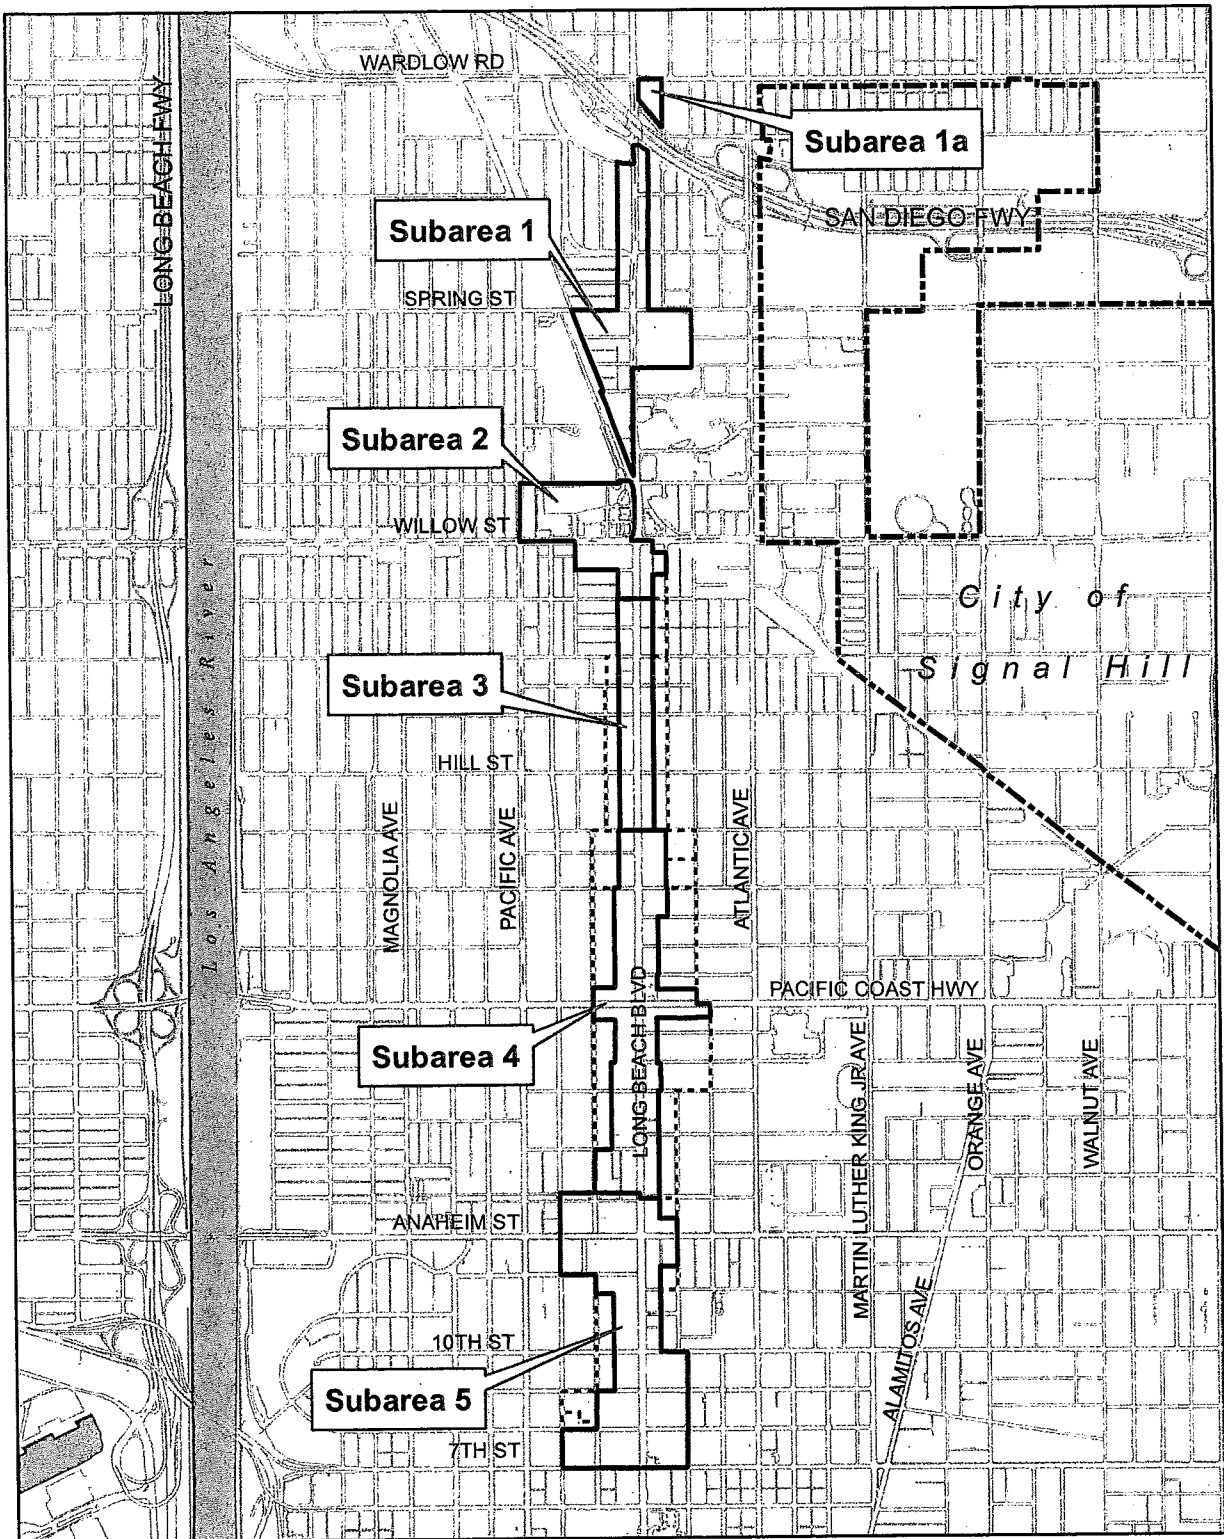 WARDLOW RD
LONG BEACH FWY
Subarea 1a
SAN DIEGO FWY
Subarea 1
SPRING ST
Subarea 2
WILLOW ST
City of
Signal Hill
Los Angeles River
Subarea 3
HILL ST
MAGNOLIA AVE
PACIFIC AVE
ATLANTIC AVE
LONG BEACH BLVD
PACIFIC COAST HWY
Subarea 4
MARTIN LUTHER KING JR AVE
ORANGE AVE
WALNUT AVE
ANAHEIM ST
10TH ST
ALAMITOS AVE
Subarea 5
7TH ST